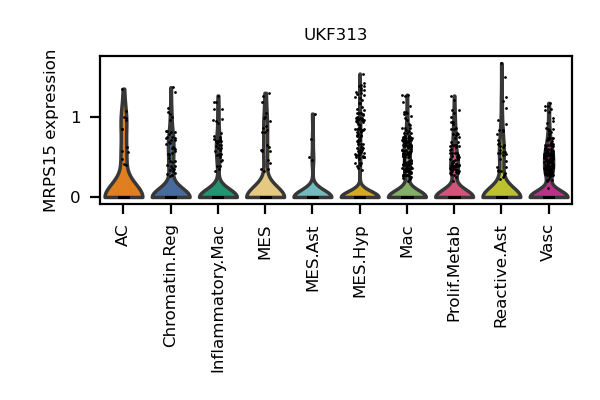 UKF313
MRPS15 expression
1
0
AC
Chromatin.Reg
Inflammatory.Mac
MES
MES.Ast
MES.Hyp
Mac
Prolif.Metab
Reactive.Ast
Vasc